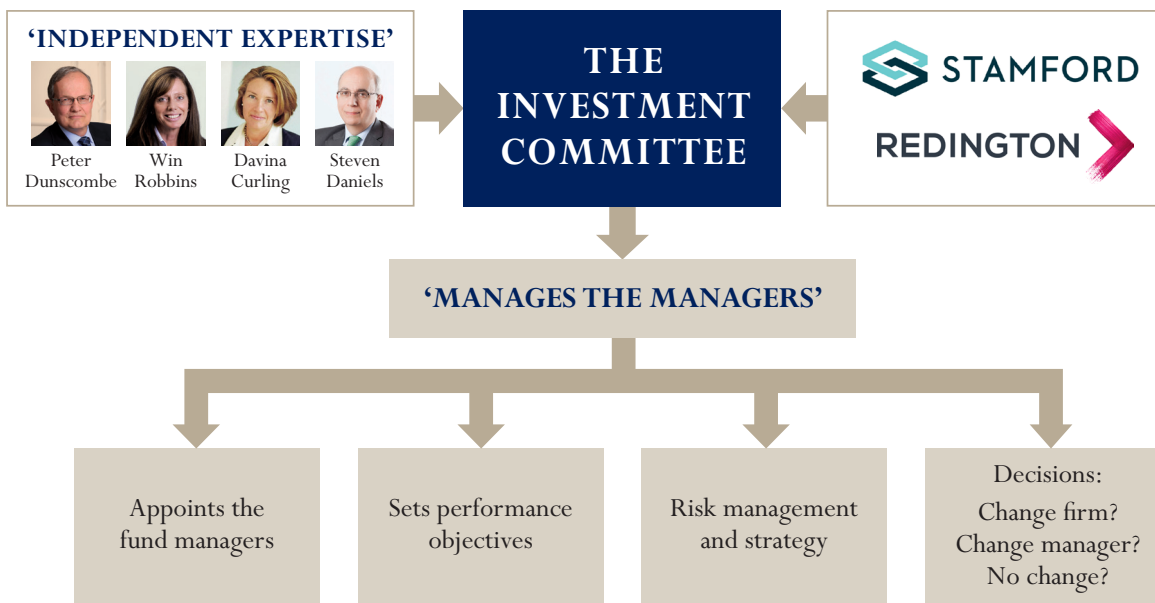 ‘INDEPENDENT EXPERTISE’
Peter
Dunscombe
Win
Robbins
Davina
Curling
Steven
Daniels
THE
INVESTMENT
COMMITTEE
STAMFORD
REDINGTON
‘MANAGES THE MANAGERS’
Appoints the
fund managers
Sets performance
objectives
Risk management
and strategy
Decisions:
Change firm?
Change manager?
No change?